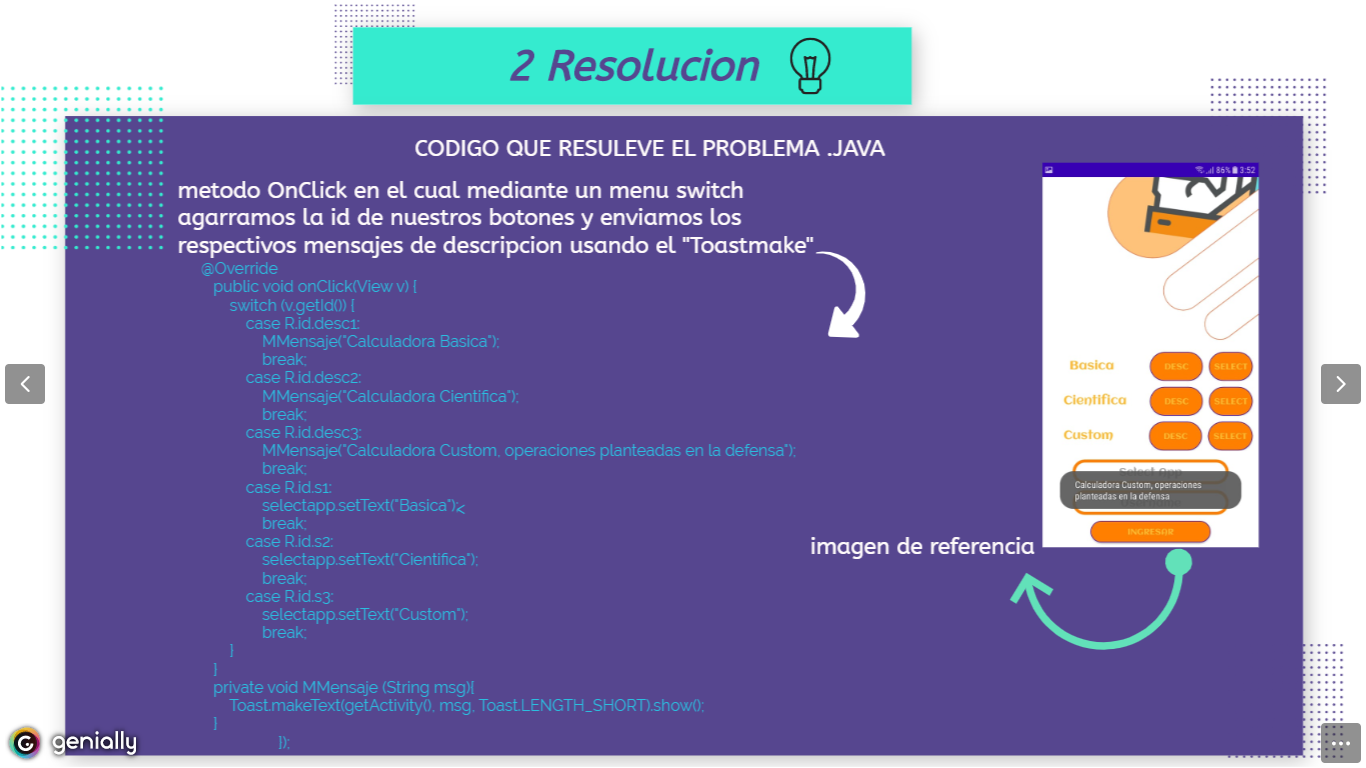 2 Resolucion
CODIGO QUE RESULEVE EL PROBLEMA .JAVA
metodo OnClick en el cual mediante un menu switch
agarramos la id de nuestros botones y enviamos los
respectivos mensajes de descripcion usando el "Toastmake"
@Override
public void onClick(View v) {
switch (v.getId()) {
case R.id.desc1:
MMensaje("Calculadora Basica");
break;
case R.id.desc2:
MMensaje("Calculadora Cientifica");
break;
case R.id.desc3:
MMensaje("Calculadora Custom, operaciones planteadas en la defensa");
break;
case R.id.s1:
selectapp.setText("Basica");<
break;
case R.id.s2:
selectapp.setText("Cientifica");
break;
case R.id.s3:
selectapp.setText("Custom");
break;
}
}
private void MMensaje (String msg){
Toast.makeText(getActivity(), msg, Toast.LENGTH_SHORT).show();
}
});
86% 3:52
Basica DESC SELECT
Cientifica DESC SELECT
Custom DESC SELECT
Select App
Calculadora Custom, operaciones
planteadas en la defensa
INGRESAR
imagen de referencia
genially